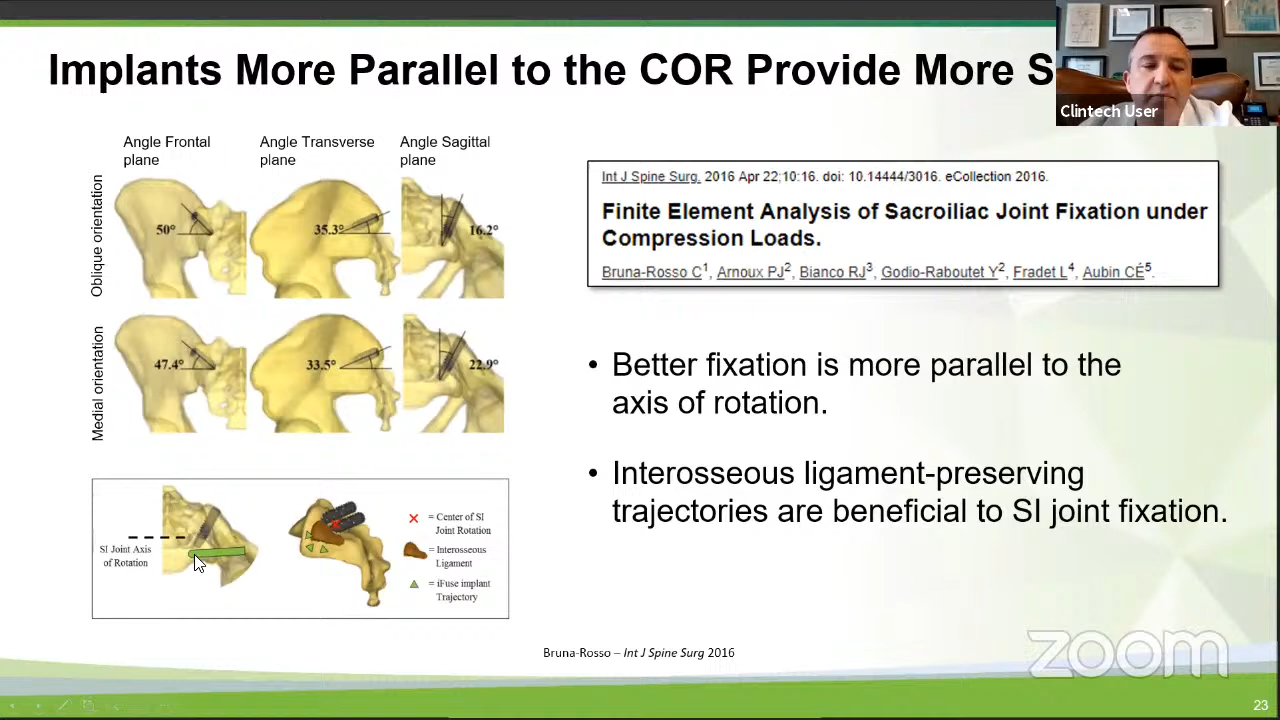 Implants More Parallel to the COR Provide More S
Clintech User
Angle Frontal
plane
Angle Transverse
plane
Angle Sagittal
plane
Oblique orientation
50°
35.3°
16.2°
Medial orientation
47.4°
33.5°
22.9°
SI Joint Axis
of Rotation
= Center of SI
Joint Rotation
= Interosseous
Ligament
= iFuse implant
Trajectory
Int J Spine Surg. 2016 Apr 22;10:16. doi: 10.14444/3016. eCollection 2016.
Finite Element Analysis of Sacroiliac Joint Fixation under
Compression Loads.
Bruna-Rosso C1, Arnoux PJ2, Bianco RJ3, Godio-Raboutet Y2, Fradet L4, Aubin CÉ5.
• Better fixation is more parallel to the
axis of rotation.
• Interosseous ligament-preserving
trajectories are beneficial to SI joint fixation.
Bruna-Rosso – Int J Spine Surg 2016
zoom
23